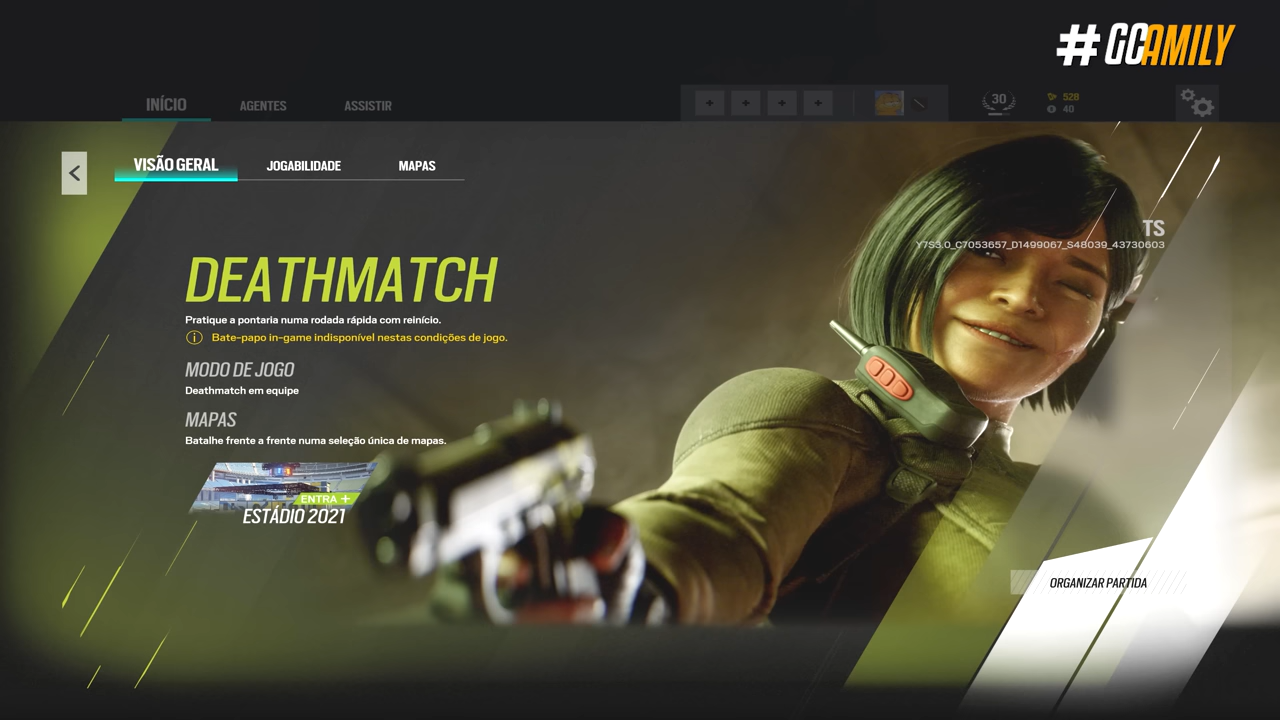 #GCAMILY
INÍCIO
AGENTES
ASSISTIR
30
528
40
VISÃO GERAL
JOGABILIDADE
MAPAS
TS
Y7S3.0_C7053657_D1499067_S48039_43730603
DEATHMATCH
Pratique a pontaria numa rodada rápida com reinício.
Bate-papo in-game indisponível nestas condições de jogo.
MODO DE JOGO
Deathmatch em equipe
MAPAS
Batalhe frente a frente numa seleção única de mapas.
ENTRA +
ESTÁDIO 2021
ORGANIZAR PARTIDA